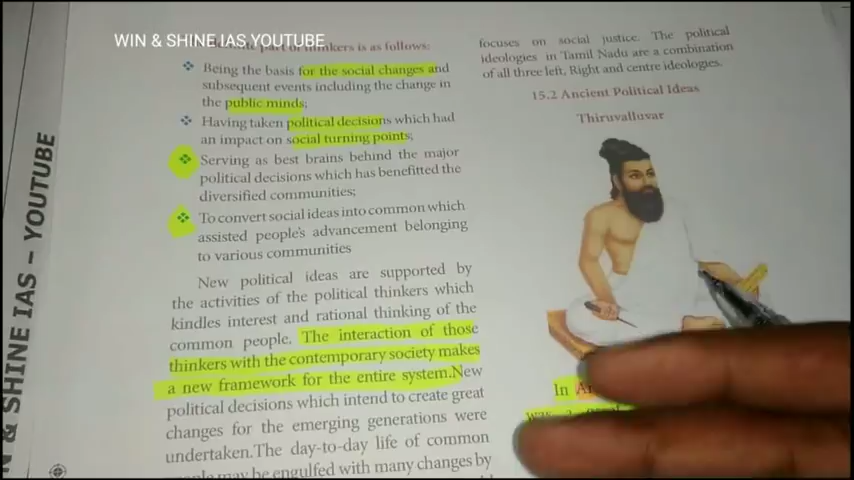 WIN & SHINE IAS YOUTUBE
thinkers is as follows:
Being the basis for the social changes and
subsequent events including the change in
the public minds;
Having taken political decisions which had
an impact on social turning points;
Serving as best brains behind the major
political decisions which has benefitted the
diversified communities;
To convert social ideas into common which
assisted people's advancement belonging
to various communities
New political ideas are supported by
the activities of the political thinkers which
kindles interest and rational thinking of the
common people. The interaction of those
thinkers with the contemporary society makes
a new framework for the entire system.New
political decisions which intend to create great
changes for the emerging generations were
undertaken.The day-to-day life of common
may be engulfed with many changes by
focuses on social justice. The political
ideologies in Tamil Nadu are a combination
of all three left, Right and centre ideologies.
15.2 Ancient Political Ideas
Thiruvalluvar
In
was a
N & SHINE IAS – YOUTUBE